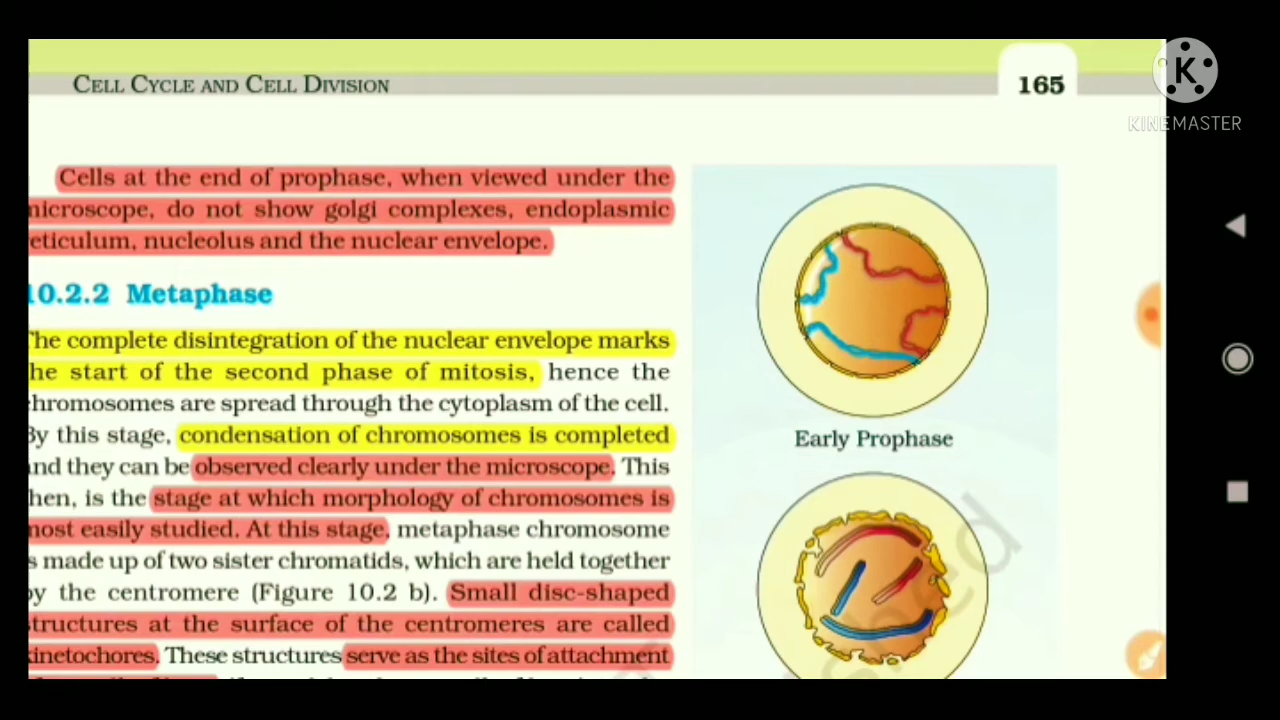 CELL CYCLE AND CELL DIVISION
165
KINEMASTER
Cells at the end of prophase, when viewed under the
microscope, do not show golgi complexes, endoplasmic
eticulum, nucleolus and the nuclear envelope.
10.2.2 Metaphase
The complete disintegration of the nuclear envelope marks
he start of the second phase of mitosis, hence the
chromosomes are spread through the cytoplasm of the cell.
By this stage, condensation of chromosomes is completed
and they can be observed clearly under the microscope. This
hen, is the stage at which morphology of chromosomes is
most easily studied. At this stage, metaphase chromosome
s made up of two sister chromatids, which are held together
by the centromere (Figure 10.2 b). Small disc-shaped
structures at the surface of the centromeres are called
kinetochores. These structures serve as the sites of attachment
Early Prophase